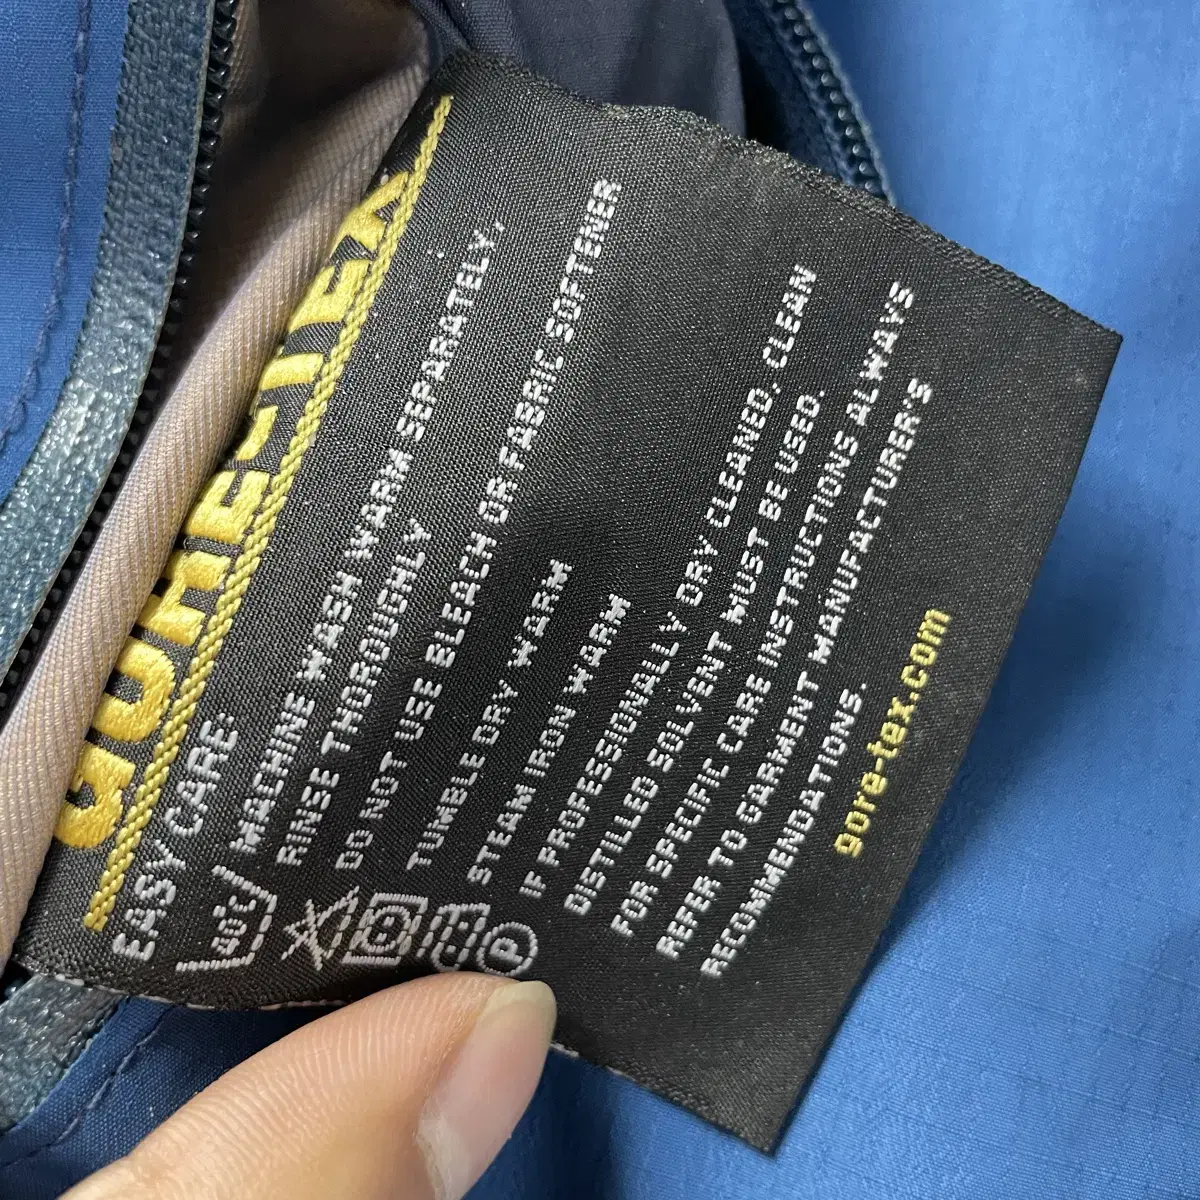 GORE-TEX
EASY CARE:
40°C
MACHINE WASH WARM SEPARATELY,
RINSE THOROUGHLY
DO NOT USE BLEACH OR FABRIC SOFTENER
TUMBLE DRY WARM
STEAM IRON WARM
P
IF PROFESSIONALLY DRY CLEANED, CLEAN
DISTILLED SOLVENT MUST BE USED.
FOR SPECIFIC CARE INSTRUCTIONS ALWAYS
REFER TO GARMENT MANUFACTURER'S
RECOMMENDATIONS.
gore-tex.com